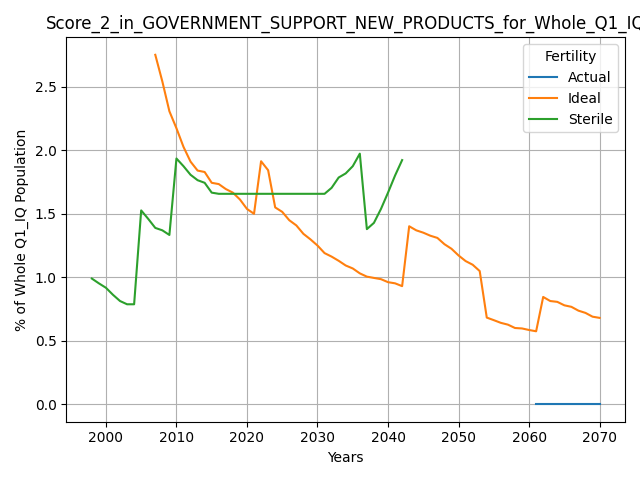 Score_2_in_GOVERNMENT_SUPPORT_NEW_PRODUCTS_for_Whole_Q1_IQ
Fertility
Actual
Ideal
Sterile
% of Whole Q1_IQ Population
2.5
2.0
1.5
1.0
0.5
0.0
2000 2010 2020 2030 2040 2050 2060 2070
Years